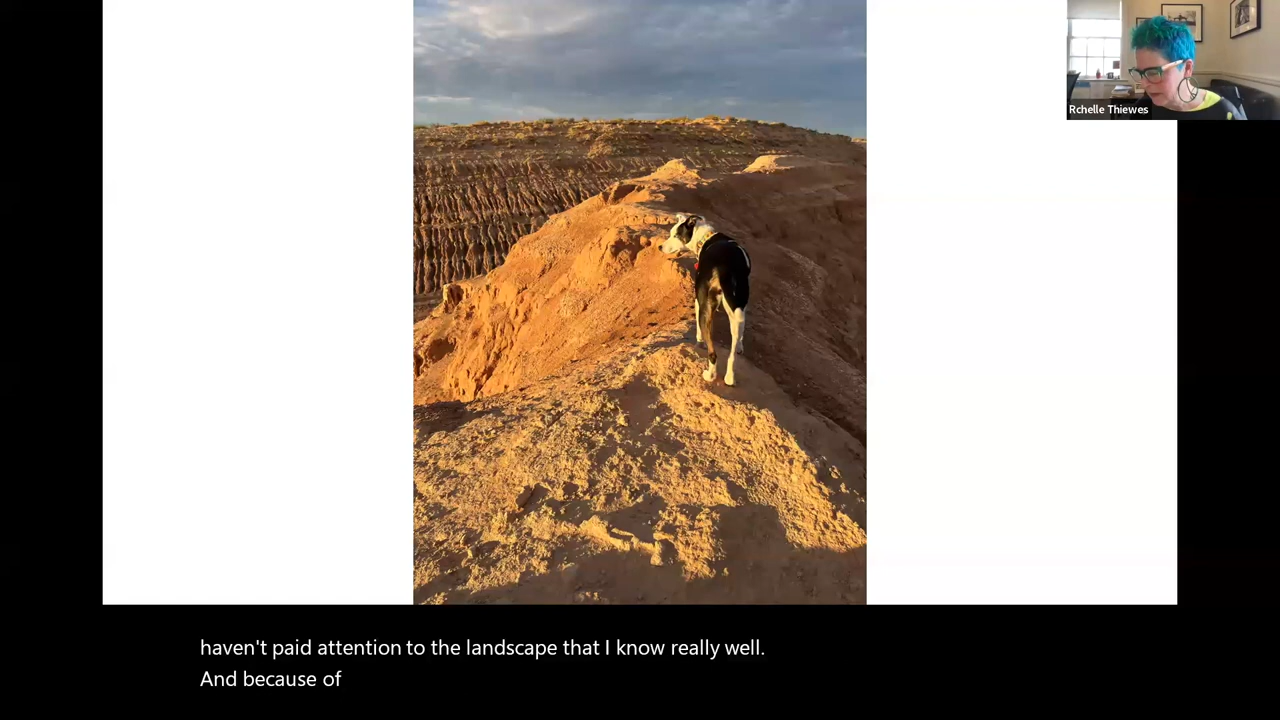 Rchelle Thiewes
haven't paid attention to the landscape that I know really well.
And because of